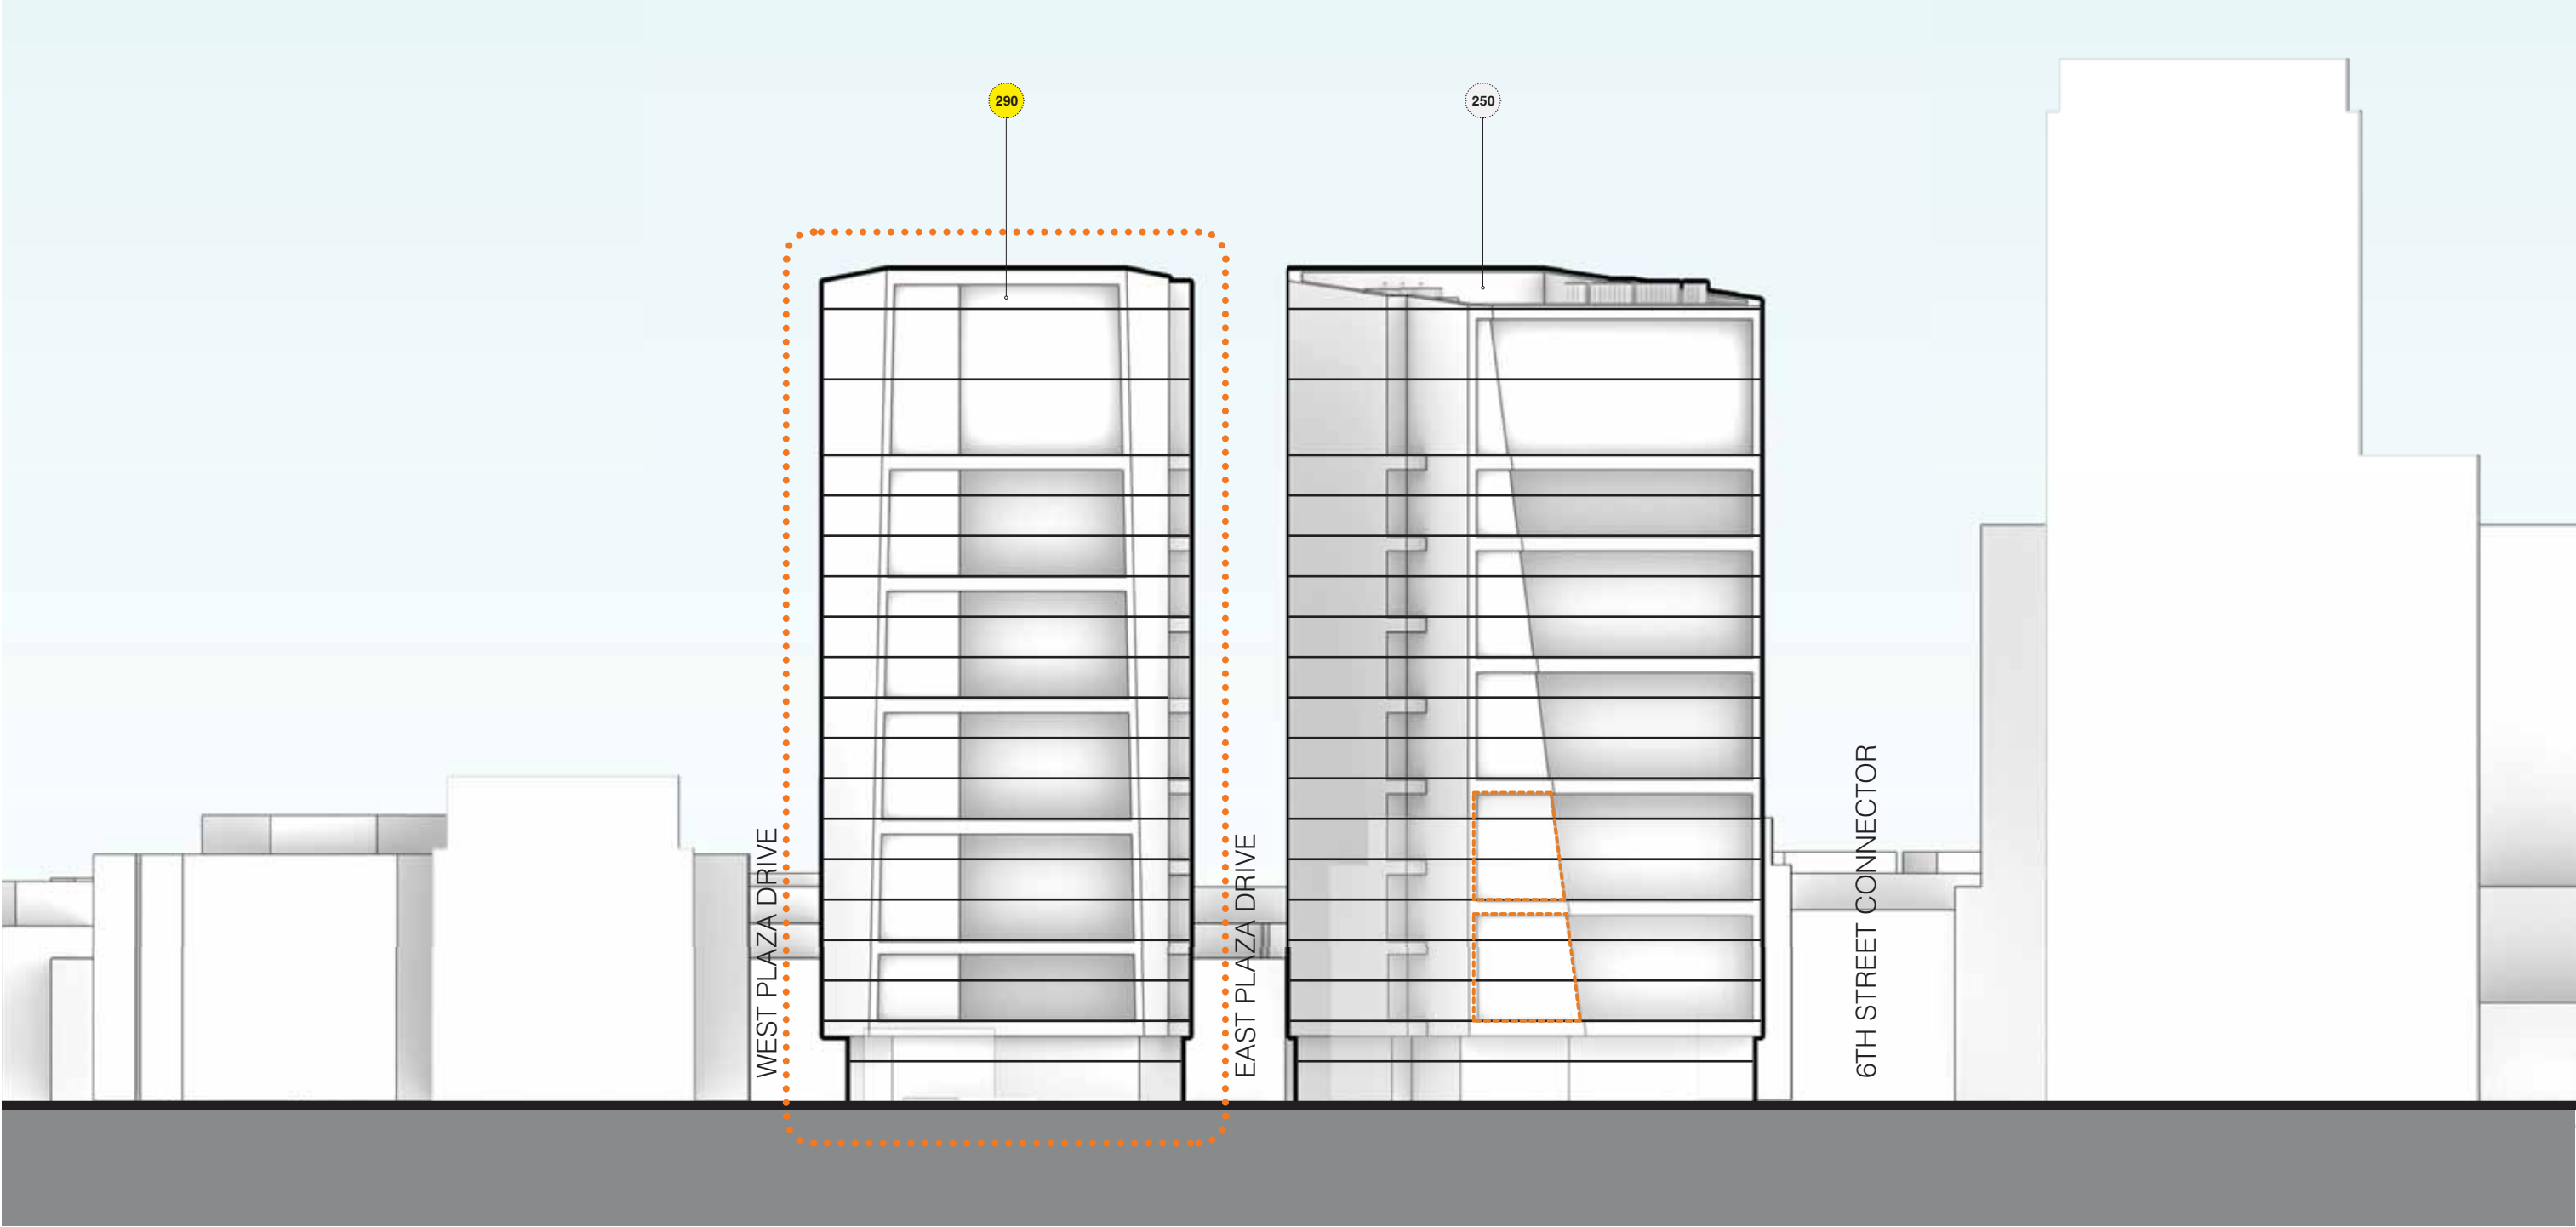 290
250
WEST PLAZA DRIVE
EAST PLAZA DRIVE
6TH STREET CONNECTOR